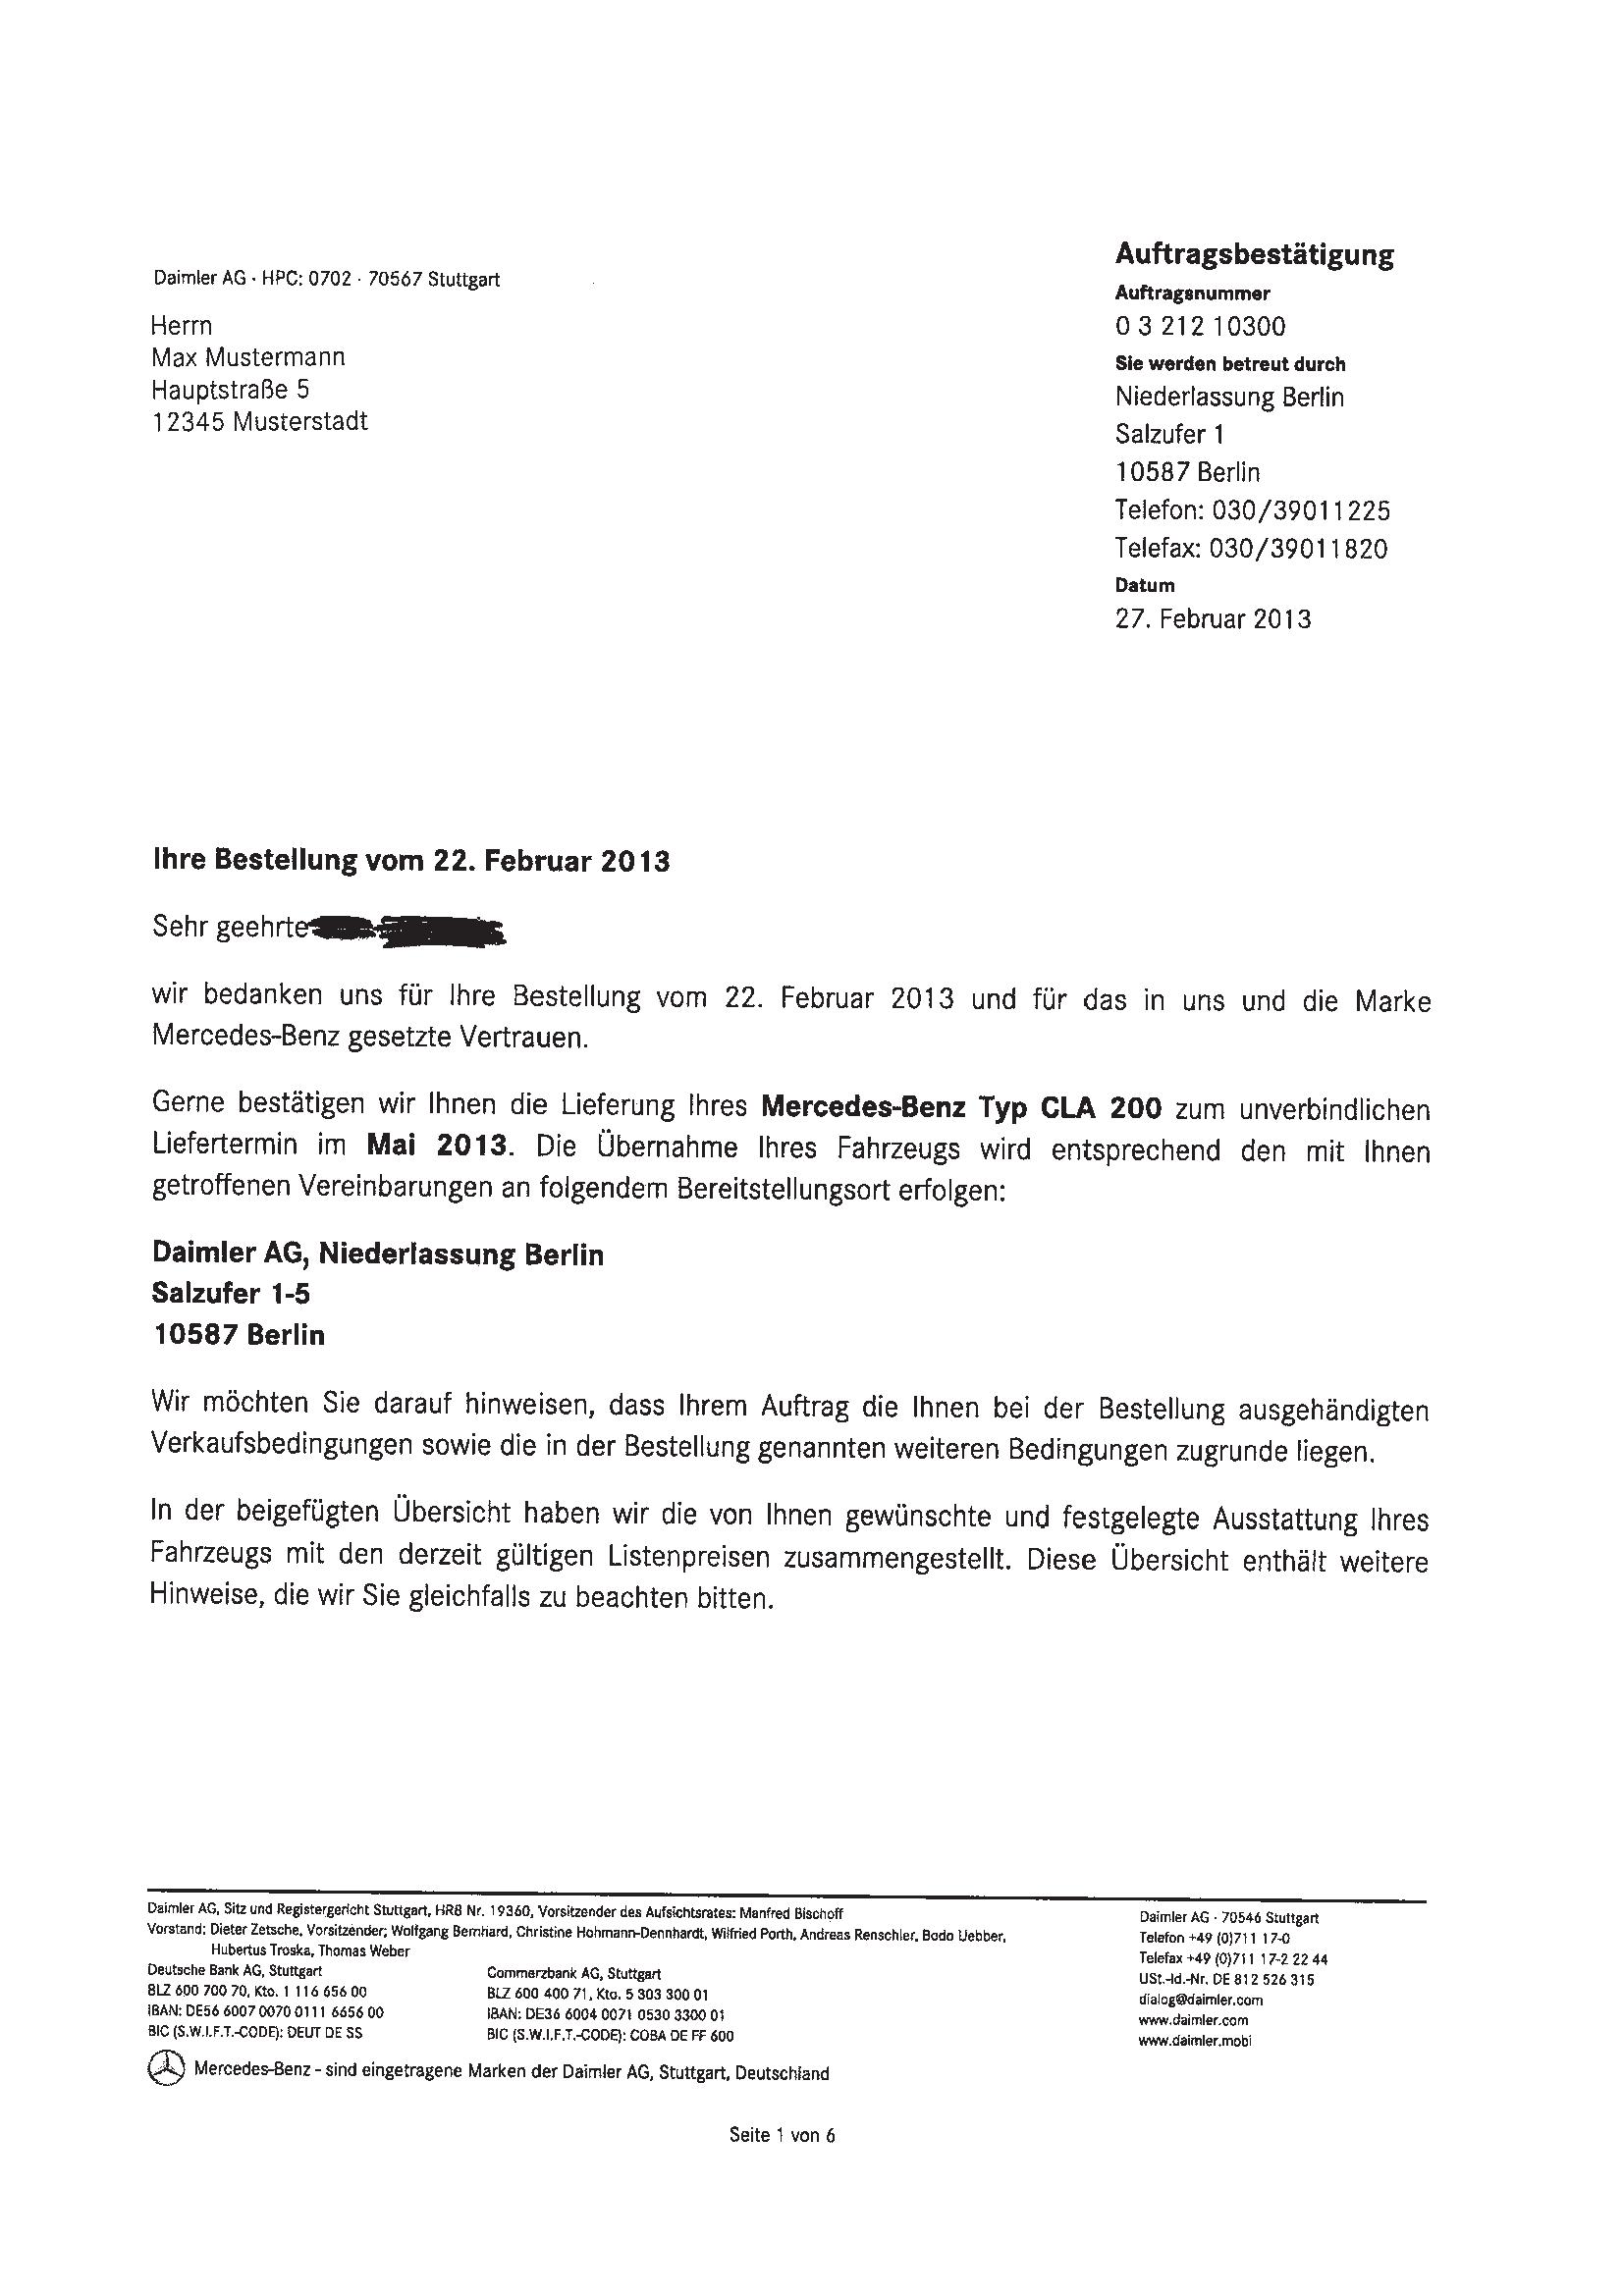 Daimler AG · HPC: 0702 · 70567 Stuttgart
Herrn
Max Mustermann
Hauptstraße 5
12345 Musterstadt
Auftragsbestätigung
Auftragsnummer
0 3 212 10300
Sie werden betreut durch
Niederlassung Berlin
Salzufer 1
10587 Berlin
Telefon: 030/39011225
Telefax: 030/39011820
Datum
27. Februar 2013
Ihre Bestellung vom 22. Februar 2013
Sehr geehrte
wir bedanken uns für Ihre Bestellung vom 22. Februar 2013 und für das in uns und die Marke
Mercedes-Benz gesetzte Vertrauen.
Gerne bestätigen wir Ihnen die Lieferung Ihres Mercedes-Benz Typ CLA 200 zum unverbindlichen
Liefertermin im Mai 2013. Die Übernahme Ihres Fahrzeugs wird entsprechend den mit Ihnen
getroffenen Vereinbarungen an folgendem Bereitstellungsort erfolgen:
Daimler AG, Niederlassung Berlin
Salzufer 1-5
10587 Berlin
Wir möchten Sie darauf hinweisen, dass Ihrem Auftrag die Ihnen bei der Bestellung ausgehändigten
Verkaufsbedingungen sowie die in der Bestellung genannten weiteren Bedingungen zugrunde liegen.
In der beigefügten Übersicht haben wir die von Ihnen gewünschte und festgelegte Ausstattung Ihres
Fahrzeugs mit den derzeit gültigen Listenpreisen zusammengestellt. Diese Übersicht enthält weitere
Hinweise, die wir Sie gleichfalls zu beachten bitten.
Daimler AG, Sitz und Registergericht Stuttgart, HRB Nr. 19360, Vorsitzender des Aufsichtsrates: Manfred Bischoff
Vorstand: Dieter Zetsche, Vorsitzender; Wolfgang Bernhard, Christine Hohmann-Dennhardt, Wilfried Porth, Andreas Renschler, Bodo Uebber,
Hubertus Troska, Thomas Weber
Deutsche Bank AG, Stuttgart
BLZ 600 700 70, Kto. 1 116 656 00
IBAN: DE56 6007 0070 0111 6656 00
BIC (S.W.I.F.T.-CODE): DEUT DE SS
Commerzbank AG, Stuttgart
BLZ 600 400 71, Kto. 5 303 300 01
IBAN: DE36 6004 0071 0530 3300 01
BIC (S.W.I.F.T.-CODE): COBA DE FF 600
Daimler AG · 70546 Stuttgart
Telefon +49 (0)711 17-0
Telefax +49 (0)711 17-2 22 44
USt.-Id.-Nr. DE 812 526 315
dialog@daimler.com
www.daimler.com
www.daimler.mobi
Mercedes-Benz - sind eingetragene Marken der Daimler AG, Stuttgart, Deutschland
Seite 1 von 6